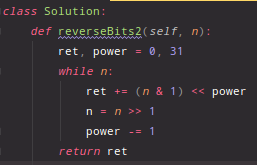 class Solution:
    def reverseBits2(self, n):
        ret, power = 0, 31
        while n:
            ret += (n & 1) << power
            n = n >> 1
            power -= 1
        return ret